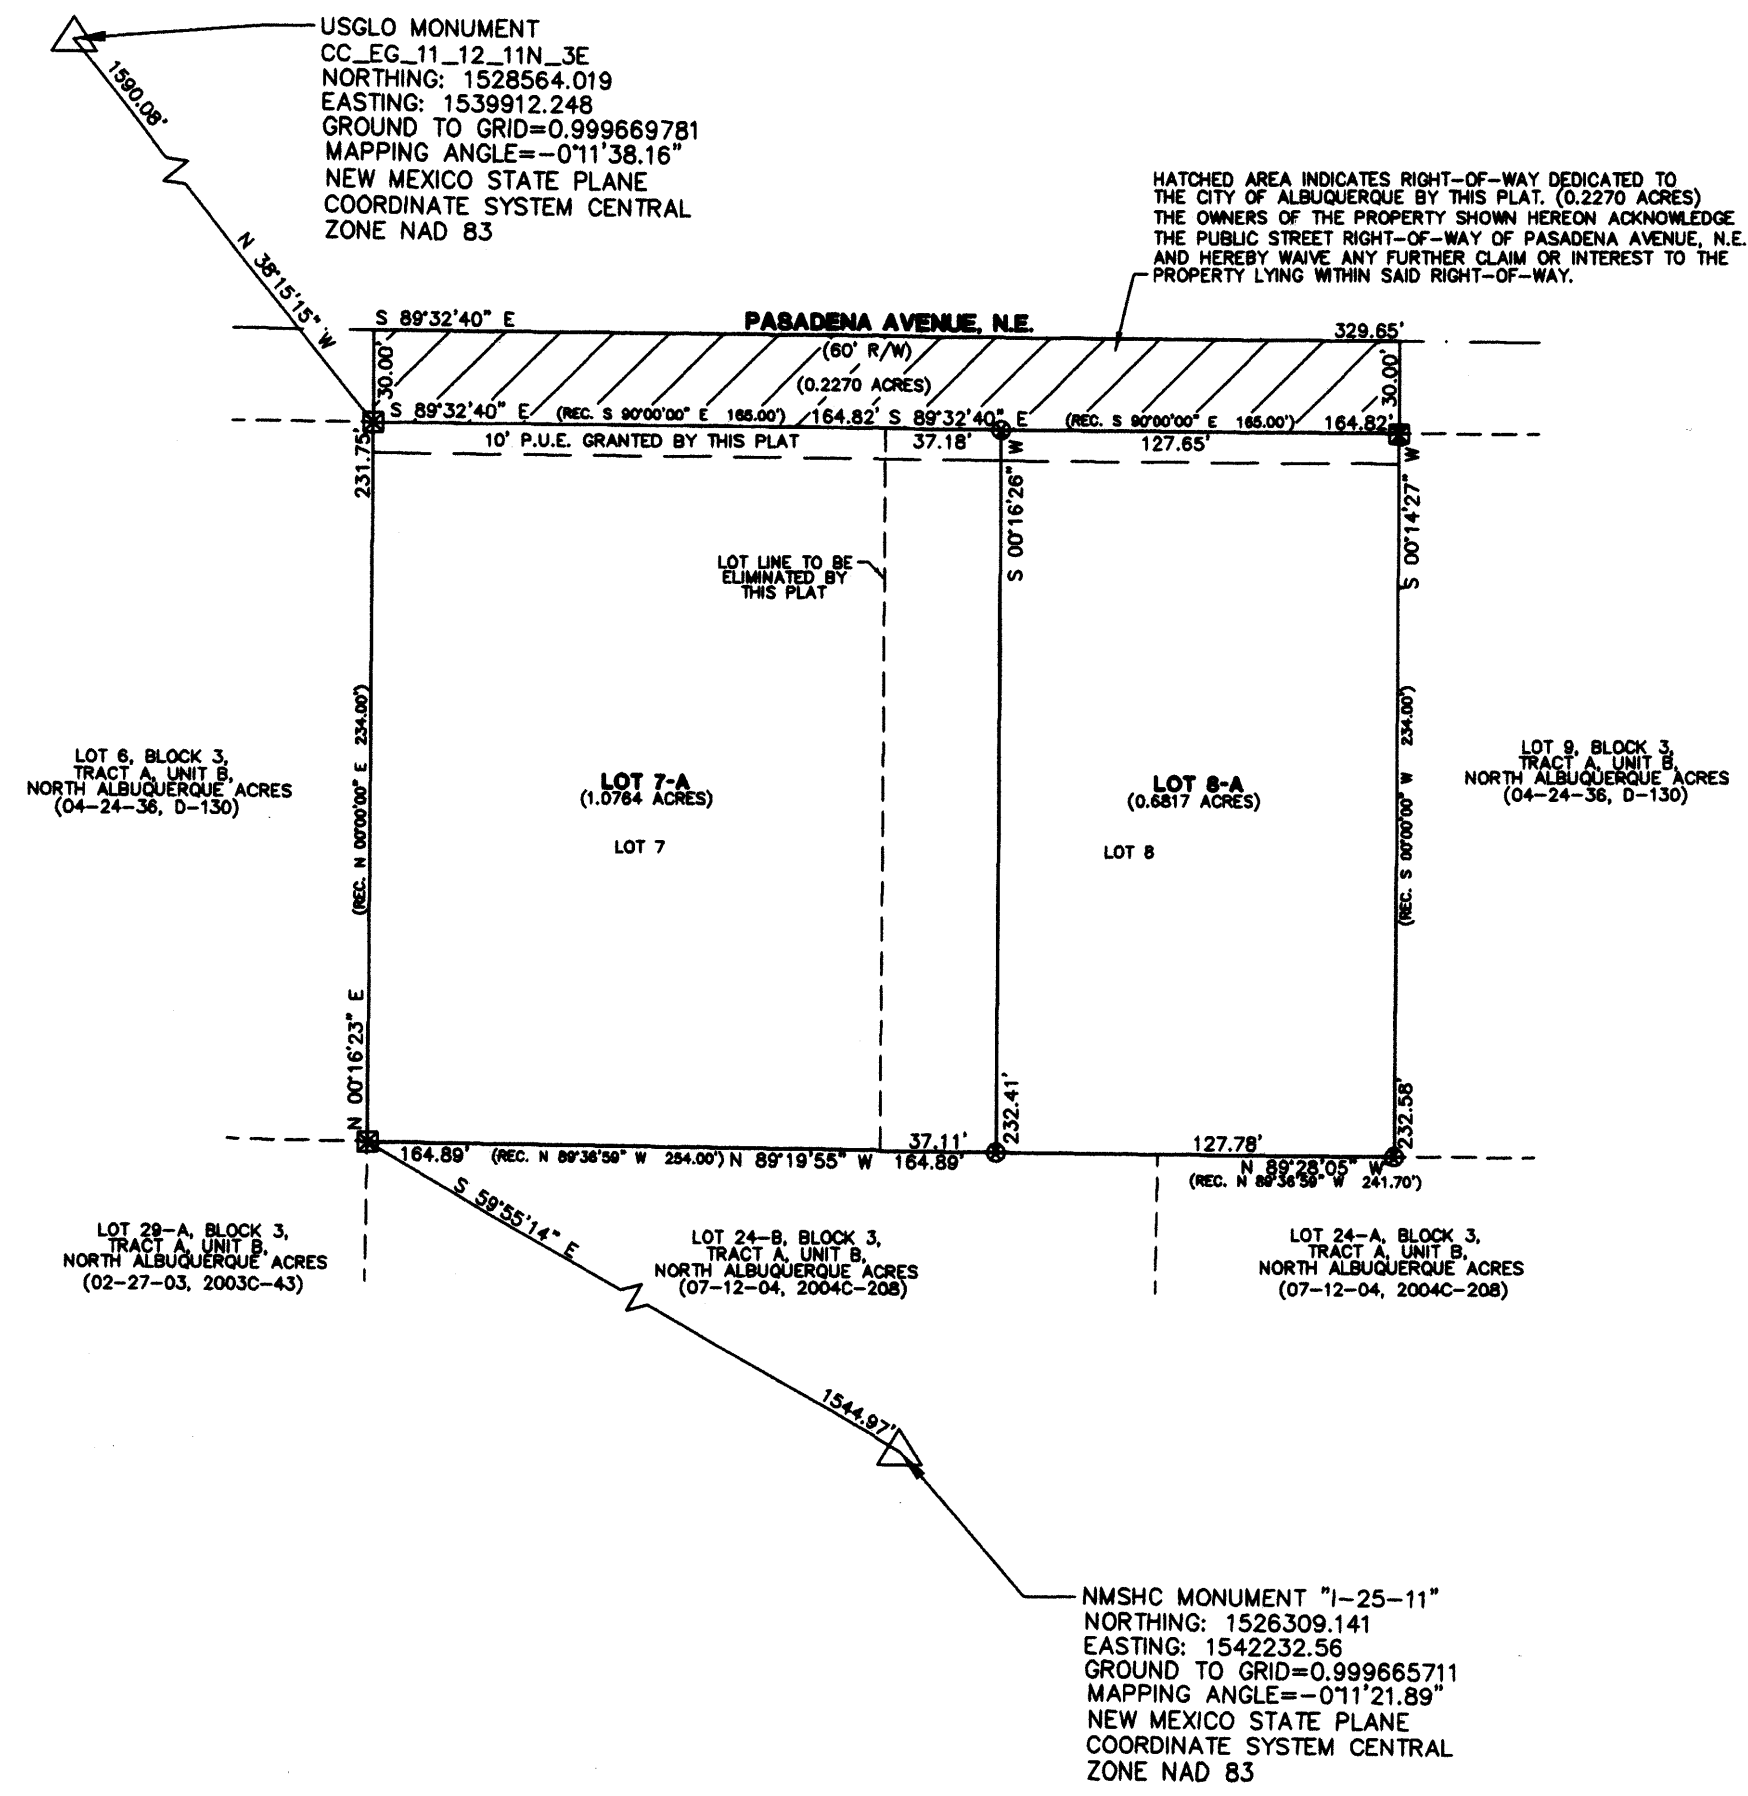 USGLO MONUMENT
CC_EG_11_12_11N_3E
NORTHING: 1528564.019
EASTING: 1539912.248
GROUND TO GRID=0.999669781
MAPPING ANGLE=-0°11'38.16"
NEW MEXICO STATE PLANE
COORDINATE SYSTEM CENTRAL
ZONE NAD 83
1590.08'
N 38°15'15" W
HATCHED AREA INDICATES RIGHT-OF-WAY DEDICATED TO
THE CITY OF ALBUQUERQUE BY THIS PLAT. (0.2270 ACRES)
THE OWNERS OF THE PROPERTY SHOWN HEREON ACKNOWLEDGE
THE PUBLIC STREET RIGHT-OF-WAY OF PASADENA AVENUE, N.E.
AND HEREBY WAIVE ANY FURTHER CLAIM OR INTEREST TO THE
PROPERTY LYING WITHIN SAID RIGHT-OF-WAY.
S 89°32'40" E
PASADENA AVENUE, N.E.
329.65'
(60' R/W)
(0.2270 ACRES)
30.00'
30.00'
S 89°32'40" E (REC. S 90°00'00" E 165.00') 164.82' S 89°32'40" E (REC. S 90°00'00" E 165.00') 164.82'
10' P.U.E. GRANTED BY THIS PLAT
37.18'
127.65'
231.75'
S 00°16'26" W
S 00°14'27" W
LOT LINE TO BE
ELIMINATED BY
THIS PLAT
(REC. N 00°00'00" E 234.00')
(REC. S 00°00'00" W 234.00')
LOT 6, BLOCK 3,
TRACT A, UNIT B,
NORTH ALBUQUERQUE ACRES
(04-24-36, D-130)
LOT 7-A
(1.0764 ACRES)
LOT 7
LOT 8-A
(0.6817 ACRES)
LOT 8
LOT 9, BLOCK 3,
TRACT A, UNIT B,
NORTH ALBUQUERQUE ACRES
(04-24-36, D-130)
N 00°16'23" E
232.41'
232.58'
37.11'
127.78'
164.89' (REC. N 89°36'59" W 254.00') N 89°19'55" W 164.89'
N 89°28'05" W
(REC. N 89°36'59" W 241.70')
S 59°55'14" E
LOT 29-A, BLOCK 3,
TRACT A, UNIT B,
NORTH ALBUQUERQUE ACRES
(02-27-03, 2003C-43)
LOT 24-B, BLOCK 3,
TRACT A, UNIT B,
NORTH ALBUQUERQUE ACRES
(07-12-04, 2004C-208)
LOT 24-A, BLOCK 3,
TRACT A, UNIT B,
NORTH ALBUQUERQUE ACRES
(07-12-04, 2004C-208)
1544.97'
NMSHC MONUMENT "I-25-11"
NORTHING: 1526309.141
EASTING: 1542232.56
GROUND TO GRID=0.999665711
MAPPING ANGLE=-0°11'21.89"
NEW MEXICO STATE PLANE
COORDINATE SYSTEM CENTRAL
ZONE NAD 83